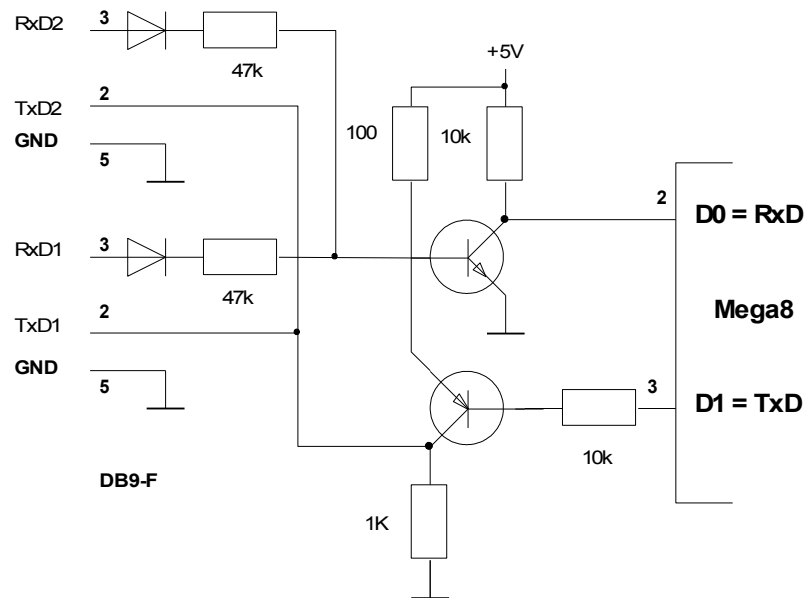 RxD2
3
47k
+5V
TxD2
2
GND
5
100
10k
2
D0 = RxD
RxD1
3
47k
Mega8
TxD1
2
GND
5
3
D1 = TxD
10k
DB9-F
1K